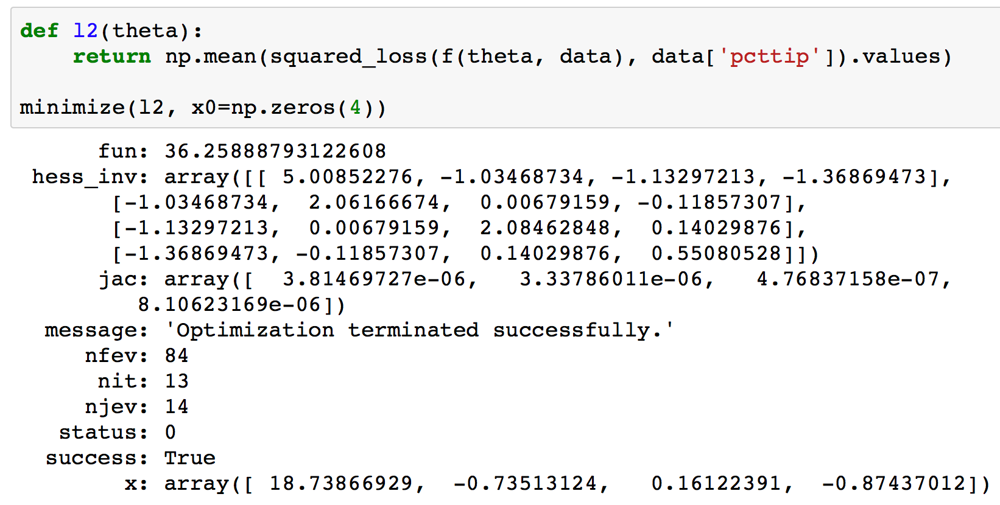 def l2(theta):
    return np.mean(squared_loss(f(theta, data), data['pcttip']).values)

minimize(l2, x0=np.zeros(4))
      fun: 36.25888793122608
 hess_inv: array([[ 5.00852276, -1.03468734, -1.13297213, -1.36869473],
       [-1.03468734,  2.06166674,  0.00679159, -0.11857307],
       [-1.13297213,  0.00679159,  2.08462848,  0.14029876],
       [-1.36869473, -0.11857307,  0.14029876,  0.55080528]])
      jac: array([  3.81469727e-06,   3.33786011e-06,   4.76837158e-07,
         8.10623169e-06])
  message: 'Optimization terminated successfully.'
     nfev: 84
      nit: 13
     njev: 14
   status: 0
  success: True
        x: array([ 18.73866929,  -0.73513124,   0.16122391,  -0.87437012])